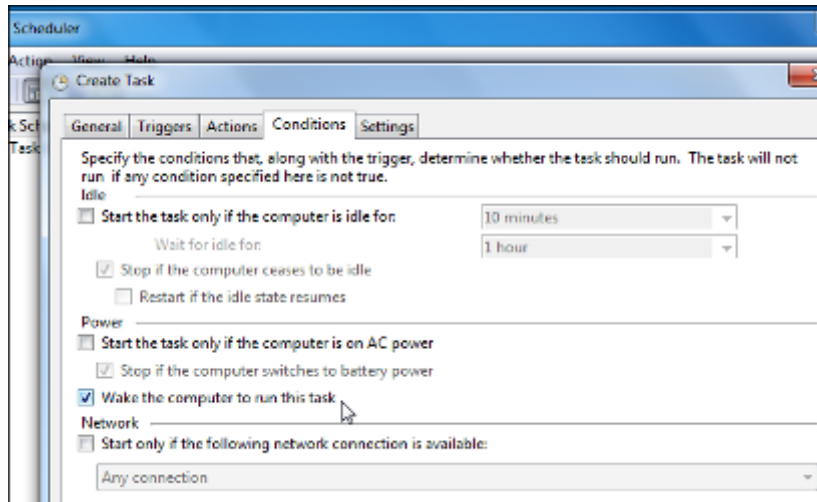 Scheduler
Action View Help
Create Task
General Triggers Actions Conditions Settings
Task
Specify the conditions that, along with the trigger, determine whether the task should run. The task will not
run if any condition specified here is not true.
Idle
Start the task only if the computer is idle for: 10 minutes
Wait for idle for: 1 hour
Stop if the computer ceases to be idle
Restart if the idle state resumes
Power
Start the task only if the computer is on AC power
Stop if the computer switches to battery power
Wake the computer to run this task
Network
Start only if the following network connection is available:
Any connection